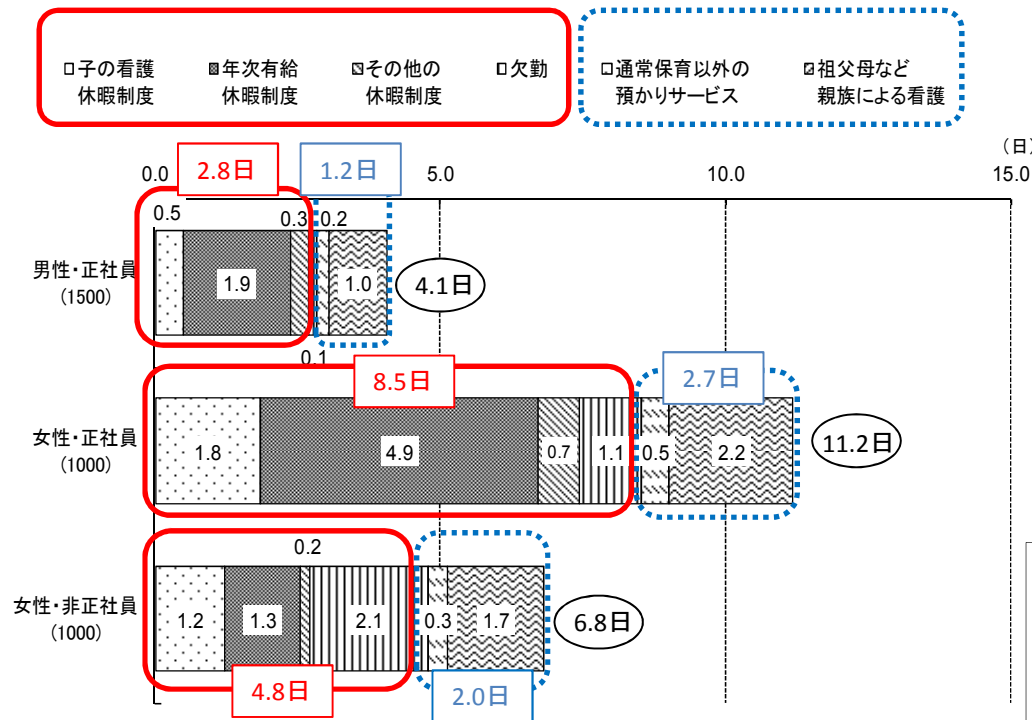 □子の看護
休暇制度
■年次有給
休暇制度
その他の
休暇制度
欠勤
通常保育以外の
預かりサービス
祖父母など
親族による看護
(日)
0.0
2.8日
1.2日
5.0
10.0
15.0
0.5
0.3
0.2
男性・正社員
(1500)
1.9
1.0
4.1日
0.1
8.5日
2.7日
女性・正社員
(1000)
1.8
4.9
0.7
1.1
0.5
2.2
11.2日
0.2
女性・非正社員
(1000)
1.2
1.3
2.1
0.3
1.7
6.8日
4.8日
2.0日